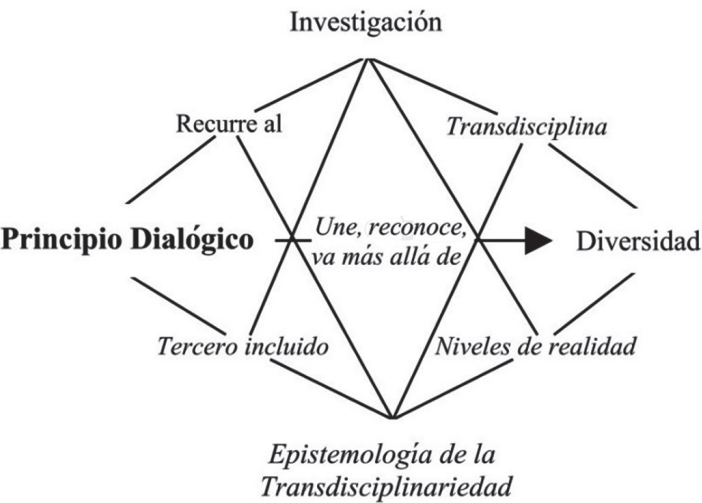 Investigación
Recurre al
Transdisciplina
Principio Dialógico
Une, reconoce,
va más allá de
Diversidad
Tercero incluido
Niveles de realidad
Epistemología de la
Transdisciplinariedad